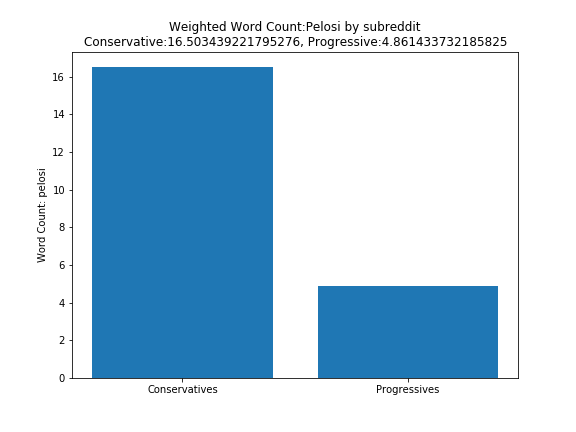 Weighted Word Count:Pelosi by subreddit
Conservative:16.503439221795276, Progressive:4.861433732185825
Word Count: pelosi
16
14
12
10
8
6
4
2
0
Conservatives
Progressives